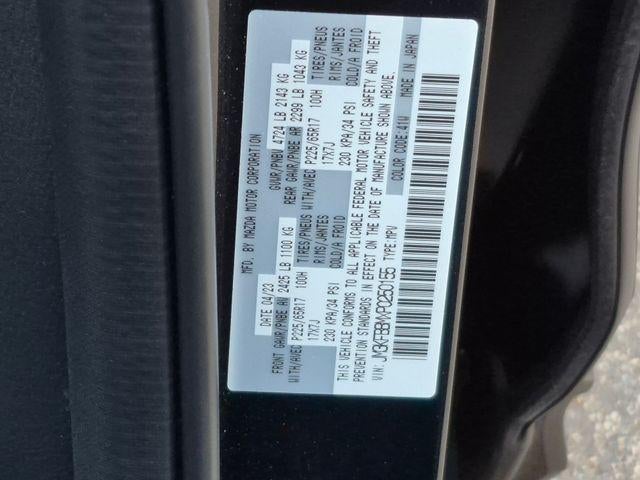 MFD. BY MAZDA MOTOR CORPORATION
DATE 04/23 GVWR/PNBV 4724 LB 2143 KG
FRONT GAWR/PNBE AV 2425 LB 1100 KG REAR GAWR/PNBE AR 2299 LB 1043 KG
WITH/AVEC P225/65R17 100H TIRES/PNEUS WITH/AVEC P225/65R17 100H TIRES/PNEUS
17X7J RIMS/JANTES 17X7J RIMS/JANTES
230 KPA/34 PSI COLD/A FROID 230 KPA/34 PSI COLD/A FROID
THIS VEHICLE CONFORMS TO ALL APPLICABLE FEDERAL MOTOR VEHICLE SAFETY AND THEFT
PREVENTION STANDARDS IN EFFECT ON THE DATE OF MANUFACTURE SHOWN ABOVE.
VIN: JM3KFBBM4P0250155 TYPE:MPV COLOR CODE:41W MADE IN JAPAN